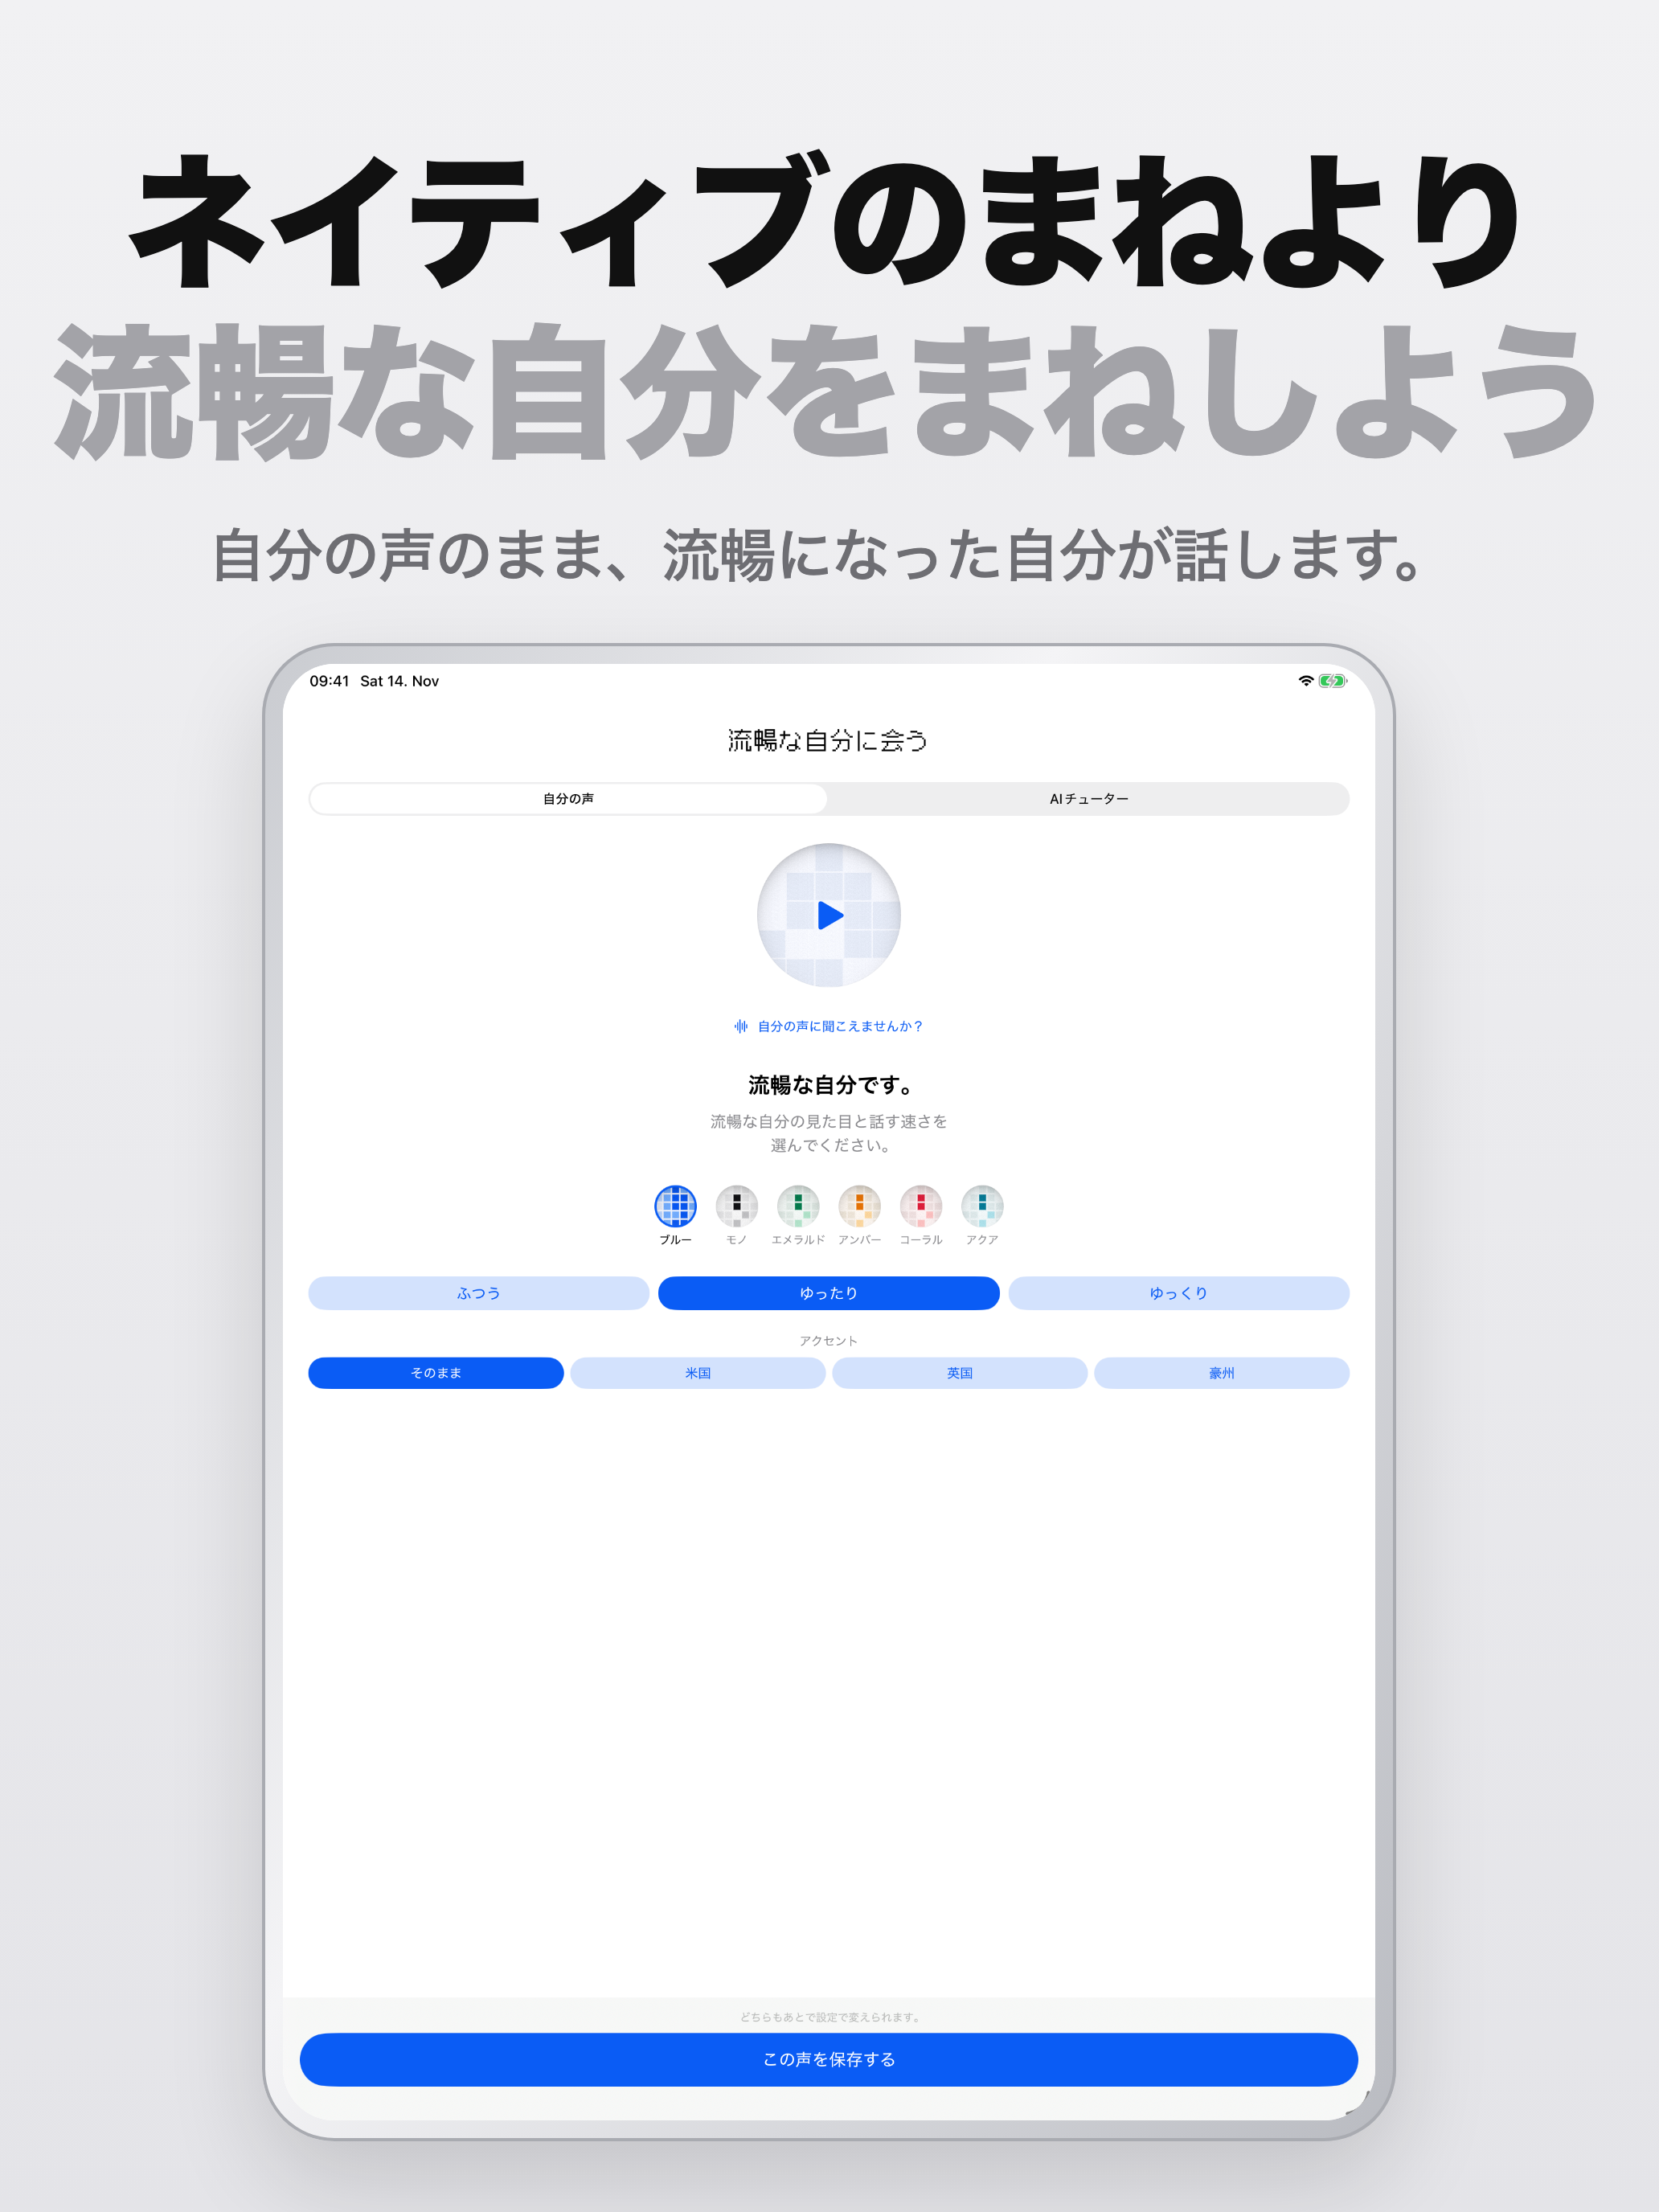 ネイティブのまねより
流暢な自分をまねしよう
自分の声のまま、流暢になった自分が話します。
09:41 Sat 14. Nov
流暢な自分に会う
自分の声 AIチューター
自分の声に聞こえませんか？
流暢な自分です。
流暢な自分の見た目と話す速さを
選んでください。
ブルー モノ エメラルド アンバー コーラル アクア
ふつう ゆったり ゆっくり
アクセント
そのまま 米国 英国 豪州
どちらもあとで設定で変えられます。
この声を保存する